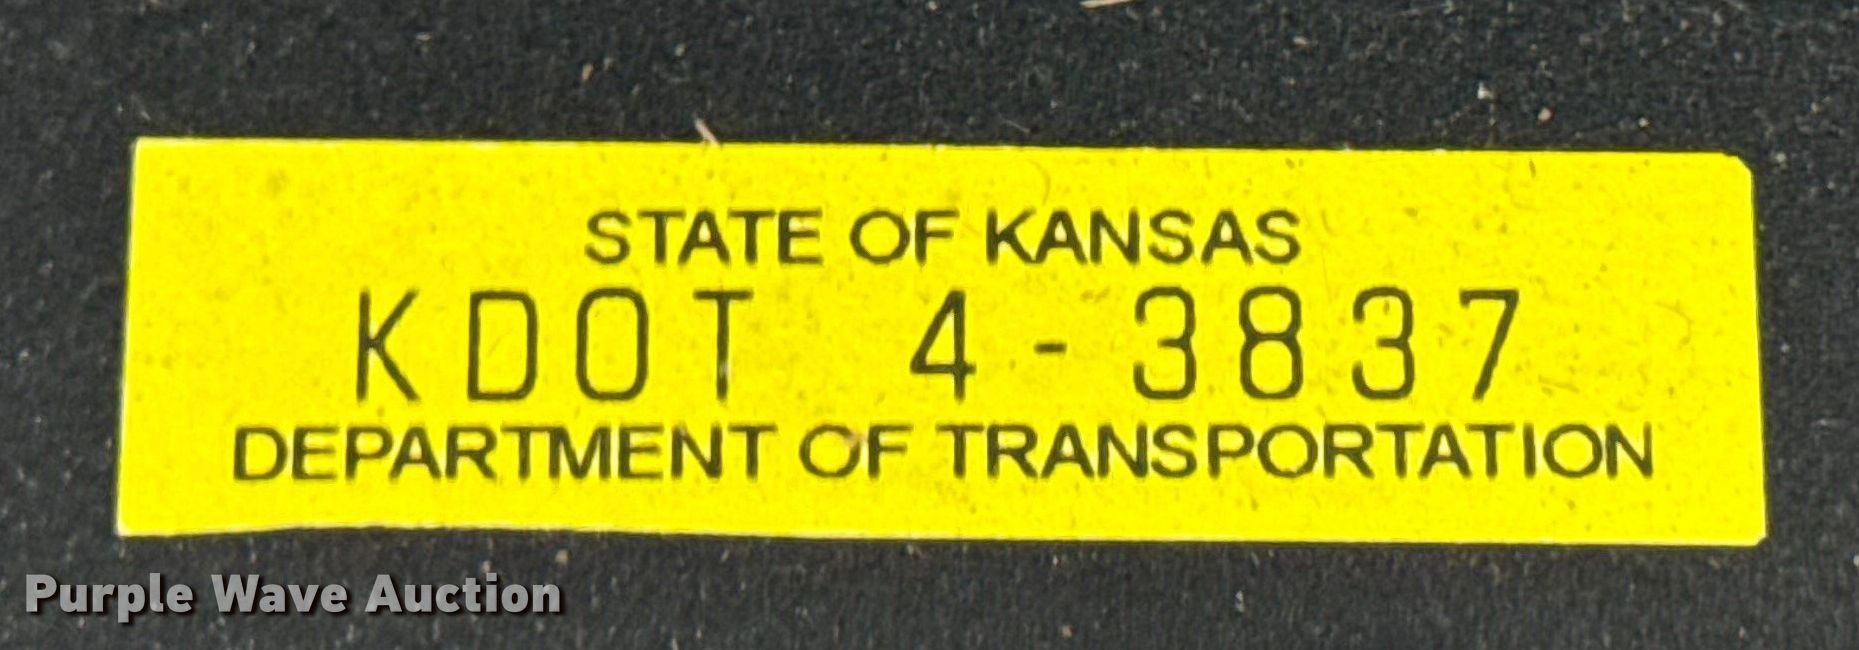 STATE OF KANSAS
KDOT 4-3837
DEPARTMENT OF TRANSPORTATION
Purple Wave Auction